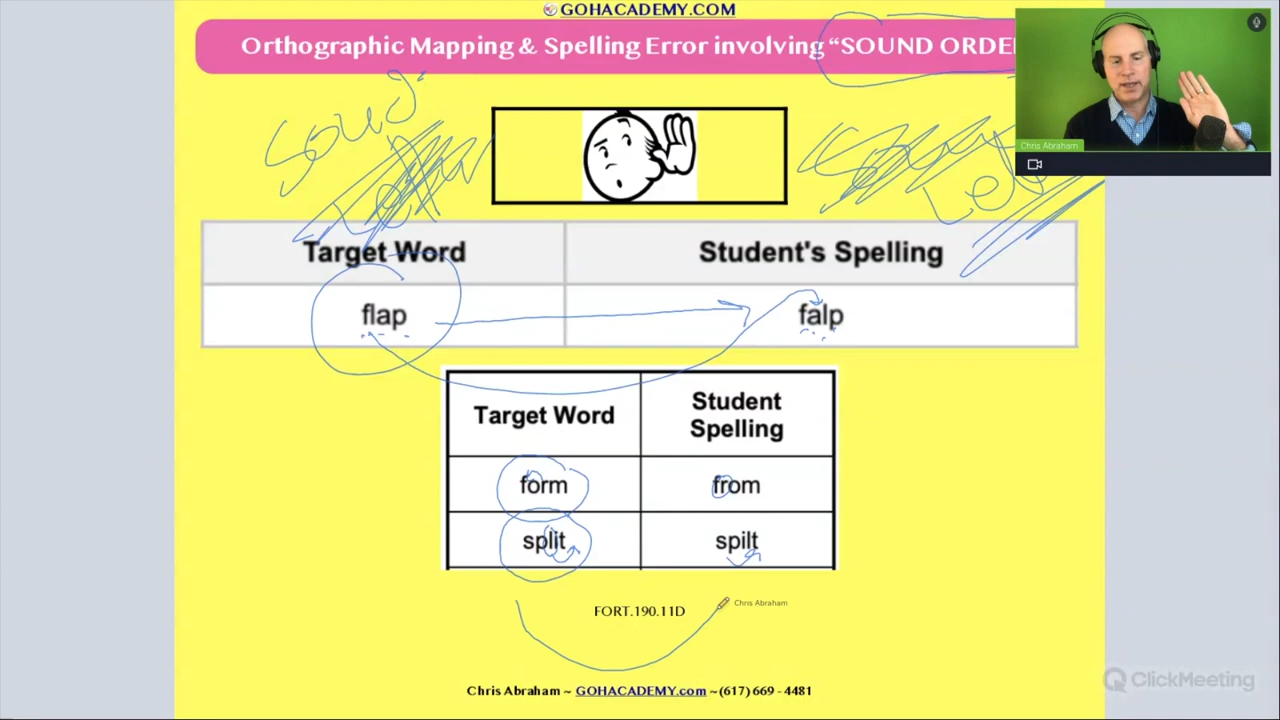 GOHACADEMY.COM
Orthographic Mapping & Spelling Error involving “SOUND ORDE
Chris Abraham
Target Word Student's Spelling
flap falp
Target Word Student Spelling
form from
split spilt
FORT.190.11D
Chris Abraham
Chris Abraham ~ GOHACADEMY.com ~(617) 669 - 4481
ClickMeeting